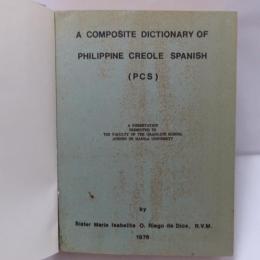 A COMPOSITE DICTIONARY OF
PHILIPPINE CREOLE SPANISH
(PCS)
A DISSERTATION
PRESENTED TO
THE FACULTY OF THE GRADUATE SCHOOL
ATENEO DE MANILA UNIVERSITY
by
Sister Maria Isabelita O. Riego de Dios, R.V.M.
1976